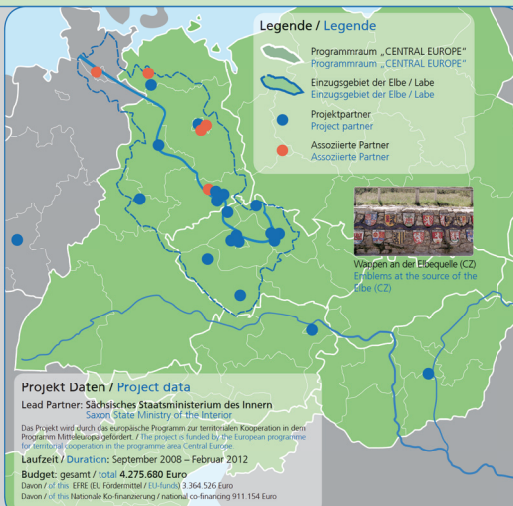 Legende / Legende
Programmraum „CENTRAL EUROPE“
Programmraum „CENTRAL EUROPE“
Einzugsgebiet der Elbe / Labe
Einzugsgebiet der Elbe / Labe
Projektpartner
Project partner
Assoziierte Partner
Assoziierte Partner
Wappen an der Elbequelle (CZ)
Emblems at the source of the
Elbe (CZ)
Projekt Daten / Project data
Lead Partner: Sächsisches Staatsministerium des Innern
Saxon State Ministry of the Interior
Das Projekt wird durch das europäische Programm zur territorialen Kooperation in dem
Programm Mitteleuropa gefördert. / The project is funded by the European programme
for territorial cooperation in the programme area Central Europe.
Laufzeit / Duration: September 2008 – Februar 2012
Budget: gesamt / total 4.275.680 Euro
Davon / of this EFRE (EU, Fördermittel / EU-funds) 3.364.526 Euro
Davon / of this Nationale Ko-finanzierung / national co-financing 911.154 Euro